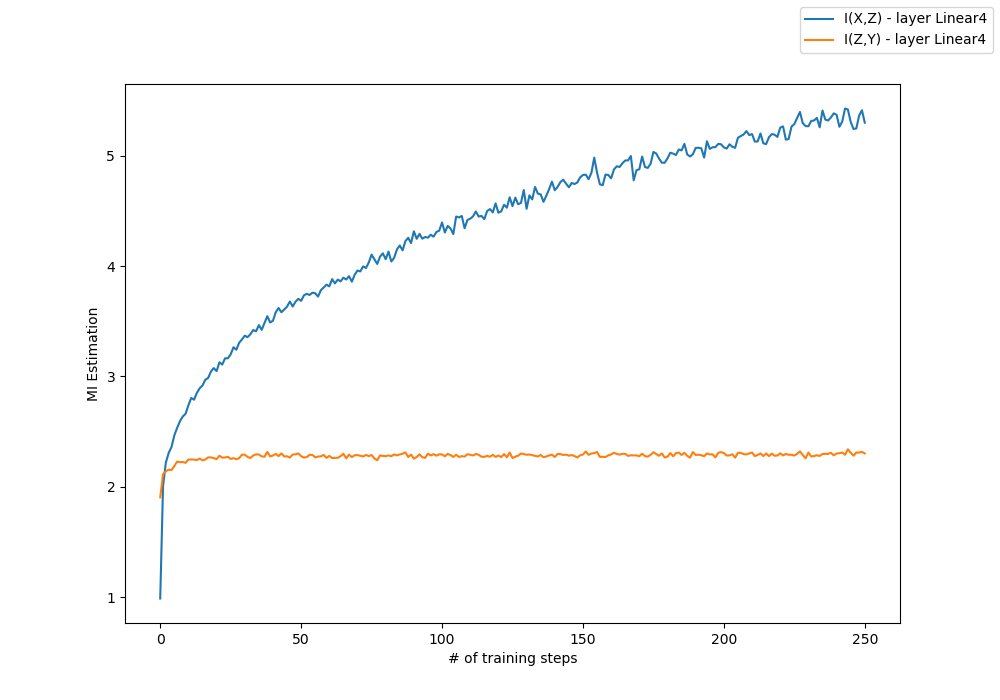 I(X,Z) - layer Linear4
I(Z,Y) - layer Linear4
5
4
3
2
1
MI Estimation
0 50 100 150 200 250
# of training steps